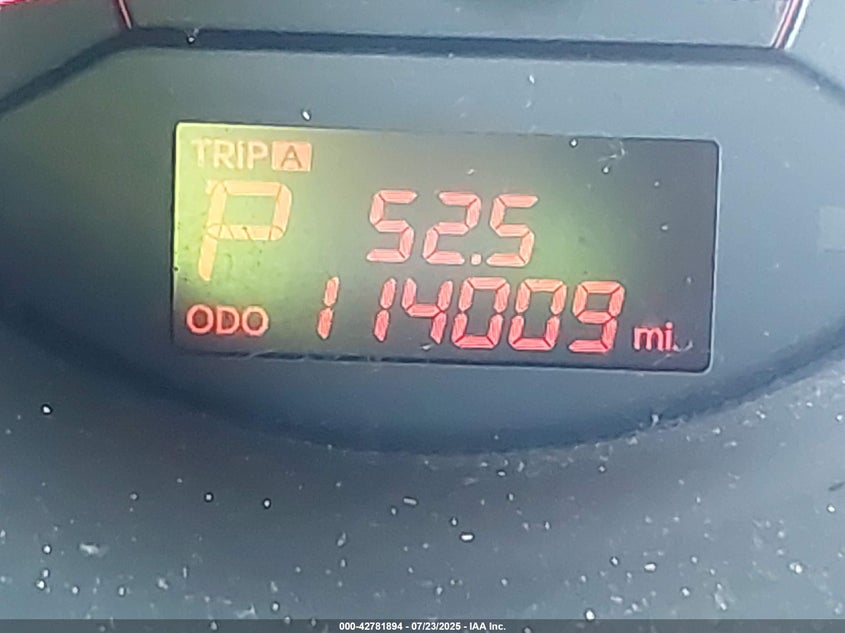 TRIP A
P 52.5
ODO 114009 mi.
000-42781894 - 07/23/2025 - IAA Inc.